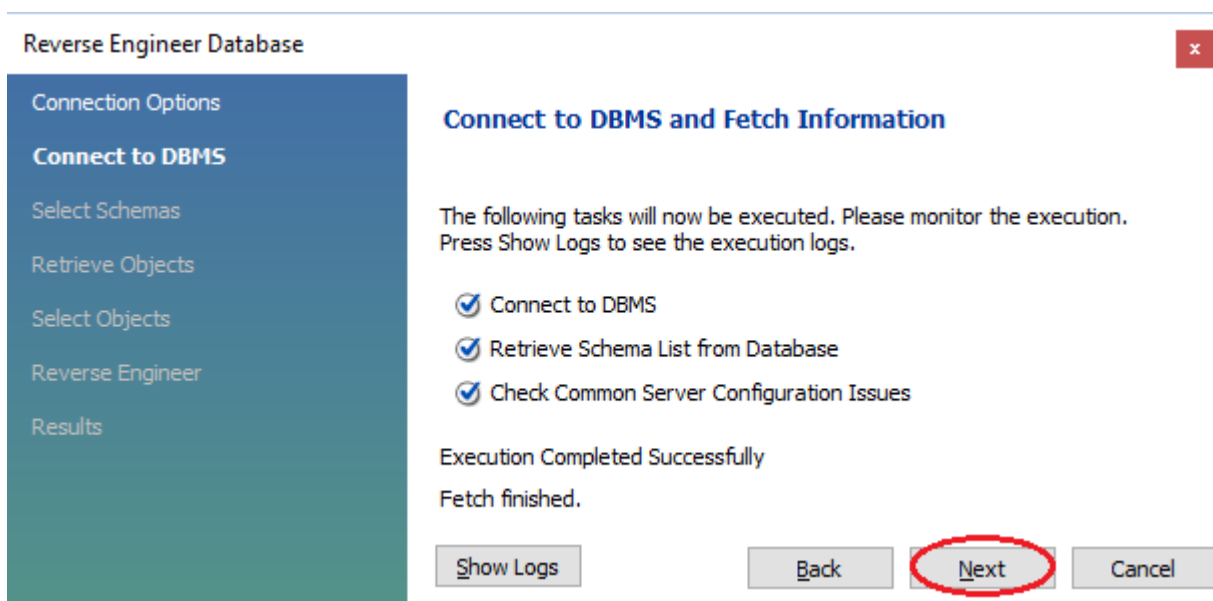 Reverse Engineer Database
x
Connection Options
Connect to DBMS
Select Schemas
Retrieve Objects
Select Objects
Reverse Engineer
Results
Connect to DBMS and Fetch Information
The following tasks will now be executed. Please monitor the execution.
Press Show Logs to see the execution logs.
Connect to DBMS
Retrieve Schema List from Database
Check Common Server Configuration Issues
Execution Completed Successfully
Fetch finished.
Show Logs
Back
Next
Cancel